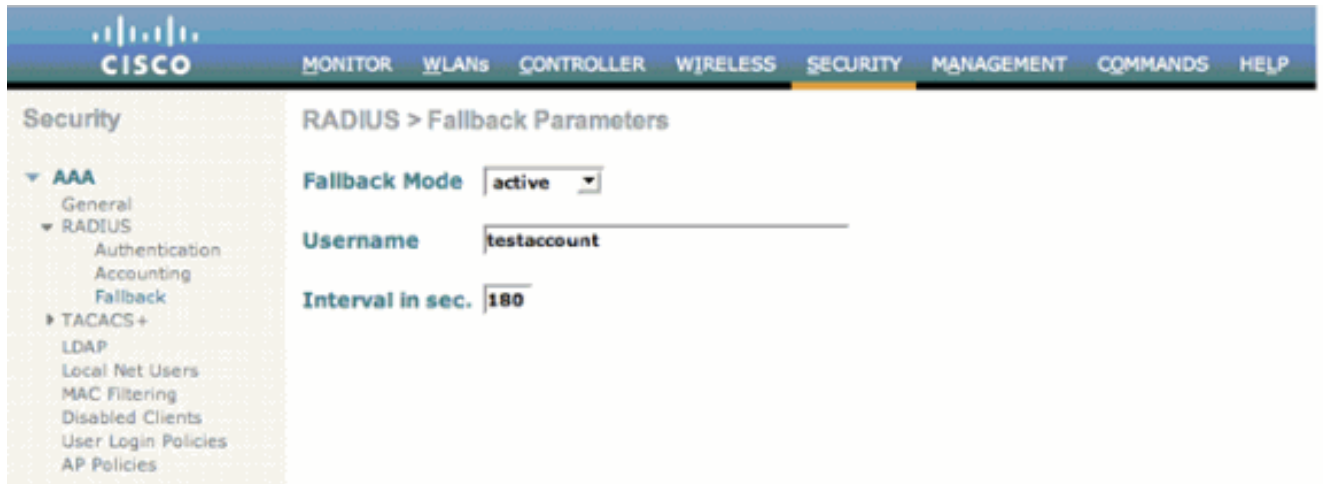 CISCO
MONITOR WLANs CONTROLLER WIRELESS SECURITY MANAGEMENT COMMANDS HELP
Security
AAA
General
RADIUS
Authentication
Accounting
Fallback
TACACS+
LDAP
Local Net Users
MAC Filtering
Disabled Clients
User Login Policies
AP Policies
RADIUS > Fallback Parameters
Fallback Mode active
Username testaccount
Interval in sec. 180